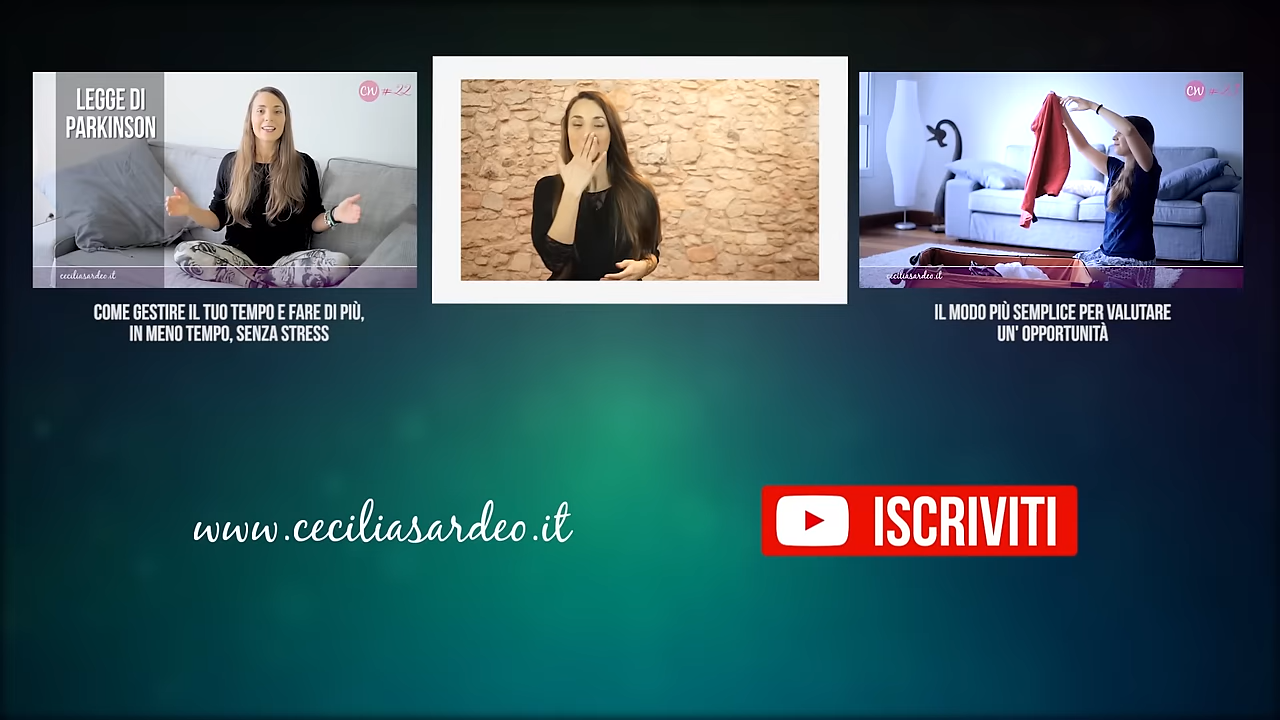 LEGGE DI
PARKINSON
CW # 22
ceciliasardeo.it
COME GESTIRE IL TUO TEMPO E FARE DI PIÙ,
IN MENO TEMPO, SENZA STRESS
CW
ceciliasardeo.it
IL MODO PIÙ SEMPLICE PER VALUTARE
UN' OPPORTUNITÀ
www.ceciliasardeo.it
ISCRIVITI